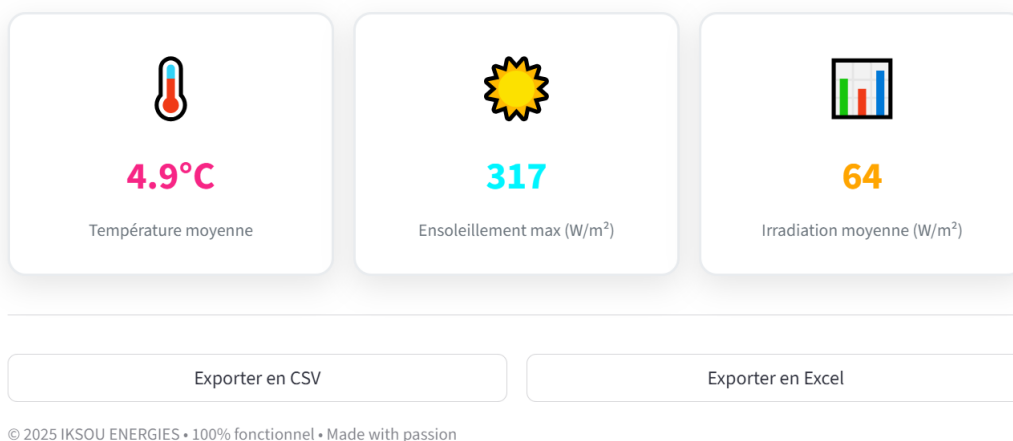 4.9°C
317
64
Température moyenne
Ensoleillement max (W/m²)
Irradiation moyenne (W/m²)
Exporter en CSV
Exporter en Excel
© 2025 IKSOU ENERGIES • 100% fonctionnel • Made with passion